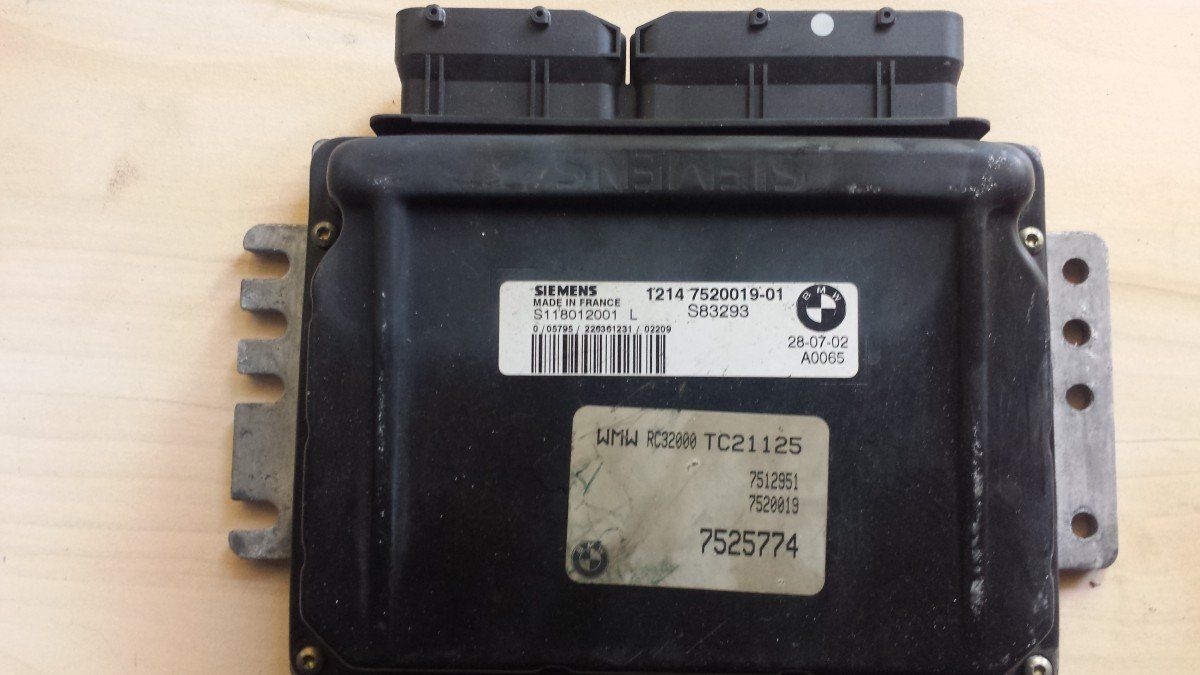 SIEMENS
SIEMENS 1214 7520019-01 BMW
MADE IN FRANCE
S118012001 L S83293
0 / 05795 / 226361231 / 02209
28-07-02
A0065
WMW RC32000 TC21125
7512951
7520019
7525774